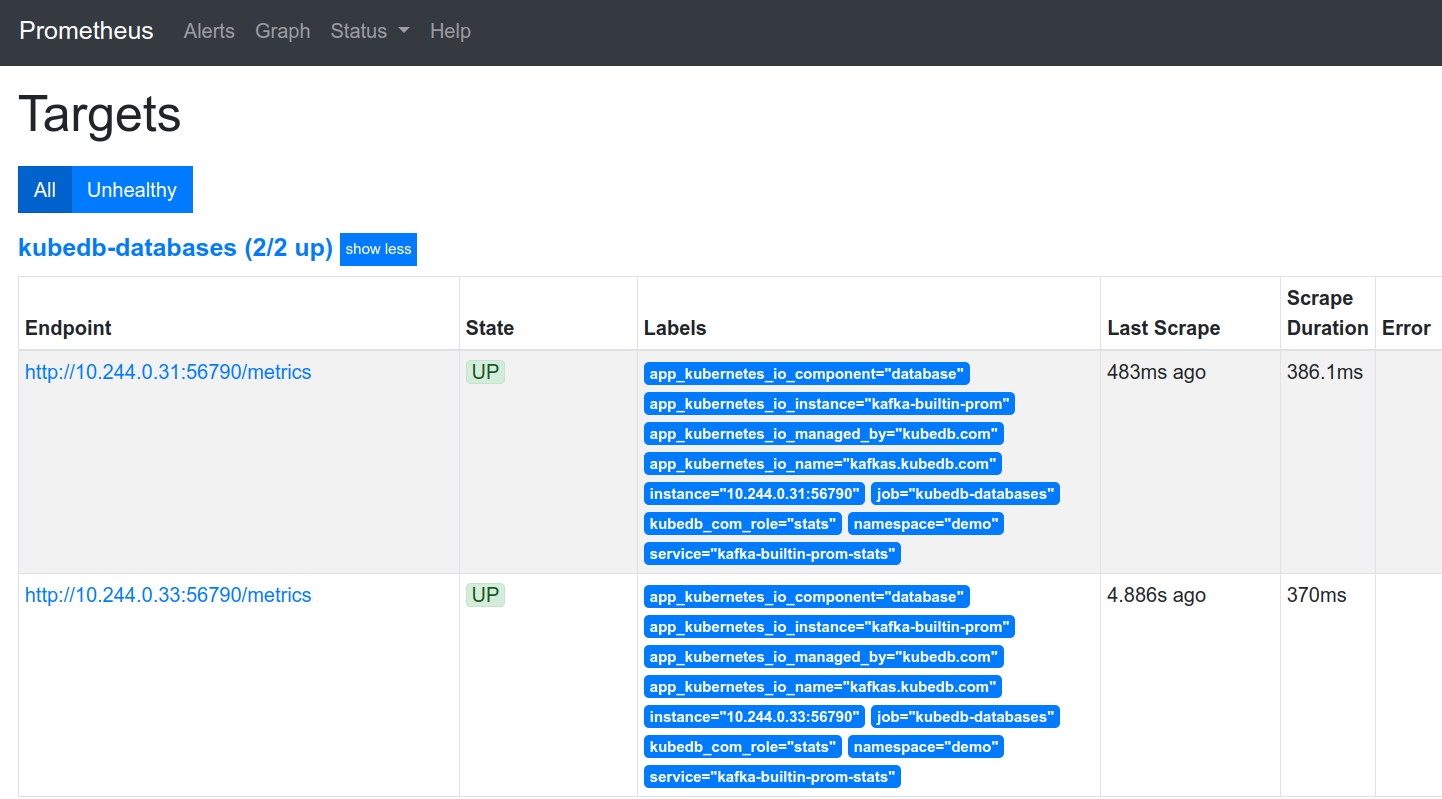 Prometheus Alerts Graph Status Help
Targets
All Unhealthy
kubedb-databases (2/2 up) show less
Endpoint State Labels Last Scrape Scrape Duration Error
http://10.244.0.31:56790/metrics UP app_kubernetes_io_component="database" 483ms ago 386.1ms
app_kubernetes_io_instance="kafka-builtin-prom"
app_kubernetes_io_managed_by="kubedb.com"
app_kubernetes_io_name="kafkas.kubedb.com"
instance="10.244.0.31:56790" job="kubedb-databases"
kubedb_com_role="stats" namespace="demo"
service="kafka-builtin-prom-stats"
http://10.244.0.33:56790/metrics UP app_kubernetes_io_component="database" 4.886s ago 370ms
app_kubernetes_io_instance="kafka-builtin-prom"
app_kubernetes_io_managed_by="kubedb.com"
app_kubernetes_io_name="kafkas.kubedb.com"
instance="10.244.0.33:56790" job="kubedb-databases"
kubedb_com_role="stats" namespace="demo"
service="kafka-builtin-prom-stats"